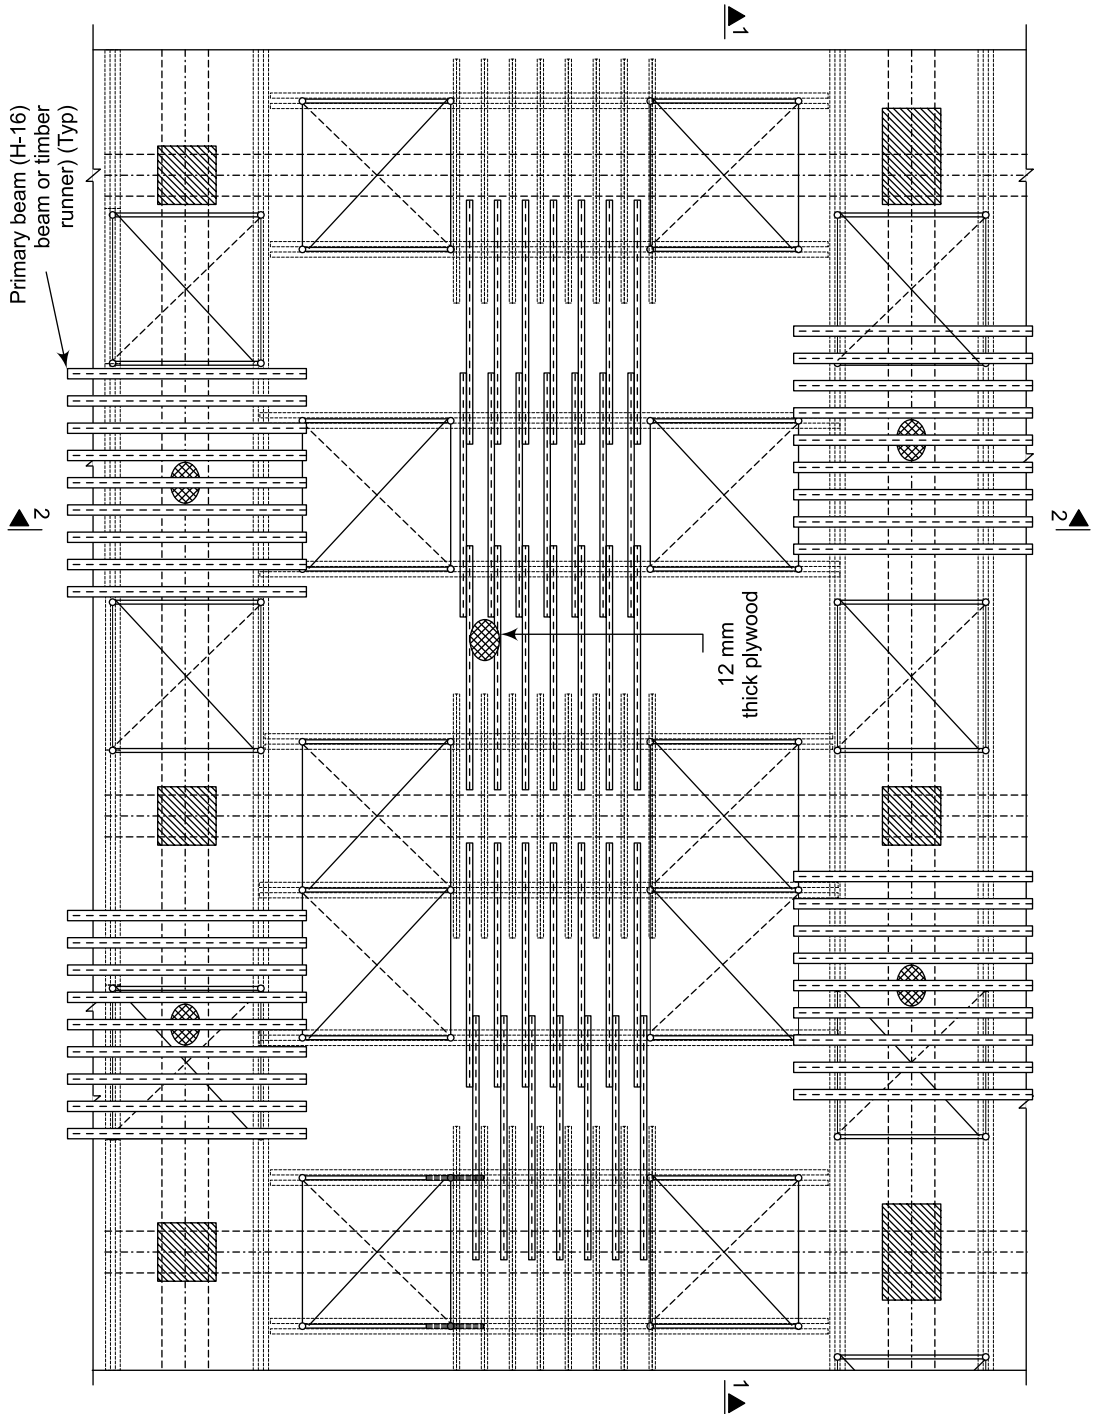 1
Primary beam (H-16)
beam or timber
runner) (Typ)
2
2
12 mm
thick plywood
1